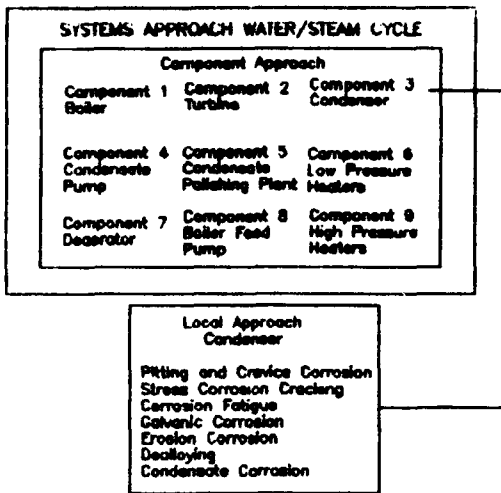 SYSTEMS APPROACH WATER/STEAM CYCLE
Component Approach
Component 1 Component 2 Component 3
Boiler Turbine Condenser
Component 4 Component 5 Component 6
Condensate Condensate Low Pressure
Pump Polishing Plant Heaters
Component 7 Component 8 Component 9
Deaerator Boiler Feed High Pressure
Pump Heaters
Local Approach
Condenser
Pitting and Crevice Corrosion
Stress Corrosion Cracking
Corrosion Fatigue
Galvanic Corrosion
Erosion Corrosion
Dealloying
Condensate Corrosion